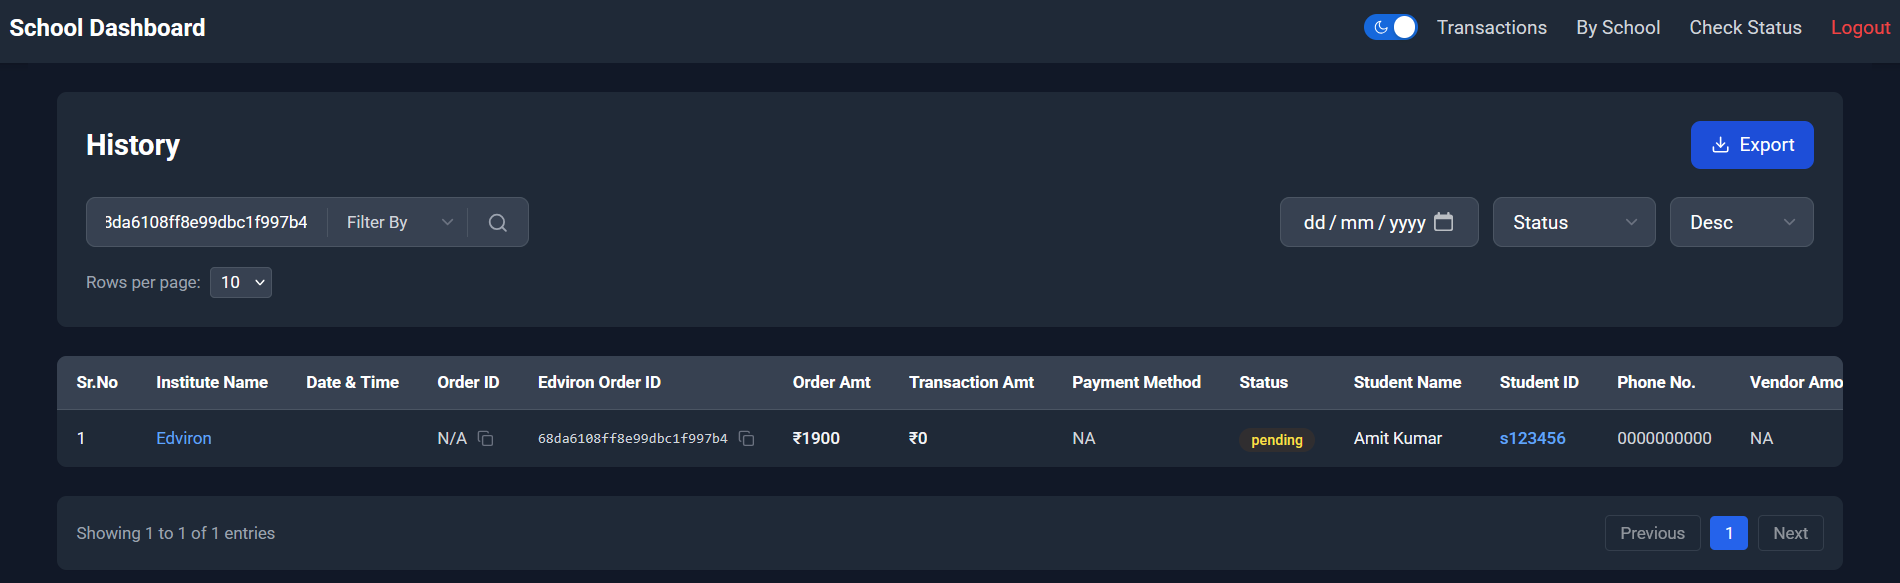 School Dashboard Transactions By School Check Status Logout
History Export
8da6108ff8e99dbc1f997b4 Filter By dd / mm / yyyy Status Desc
Rows per page: 10
Sr.No Institute Name Date & Time Order ID Edviron Order ID Order Amt Transaction Amt Payment Method Status Student Name Student ID Phone No. Vendor Amo
1 Edviron N/A 68da6108ff8e99dbc1f997b4 ₹1900 ₹0 NA pending Amit Kumar s123456 0000000000 NA
Showing 1 to 1 of 1 entries Previous 1 Next